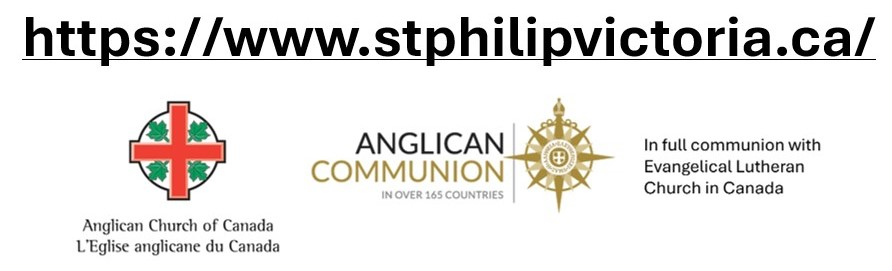 https://www.stphilipvictoria.ca/
ANGLICAN
COMMUNION
IN OVER 165 COUNTRIES
In full communion with
Evangelical Lutheran
Church in Canada
Anglican Church of Canada
L'Eglise anglicane du Canada